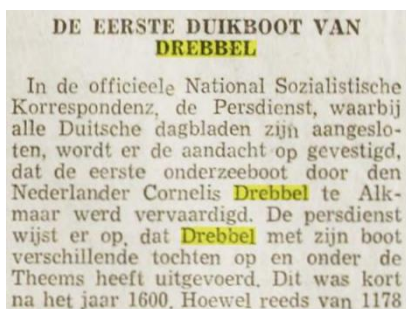 DE EERSTE DUIKBOOT VAN
DREBBEL
In de officieele National Sozialistische
Korrespondenz, de Persdienst, waarbij
alle Duitsche dagbladen zijn aangeslo-
ten, wordt er de aandacht op gevestigd,
dat de eerste onderzeeboot door den
Nederlander Cornelis Drebbel te Alk-
maar werd vervaardigd. De persdienst
wijst er op, dat Drebbel met zijn boot
verschillende tochten op en onder de
Theems heeft uitgevoerd. Dit was kort
na het jaar 1600. Hoewel reeds van 1178